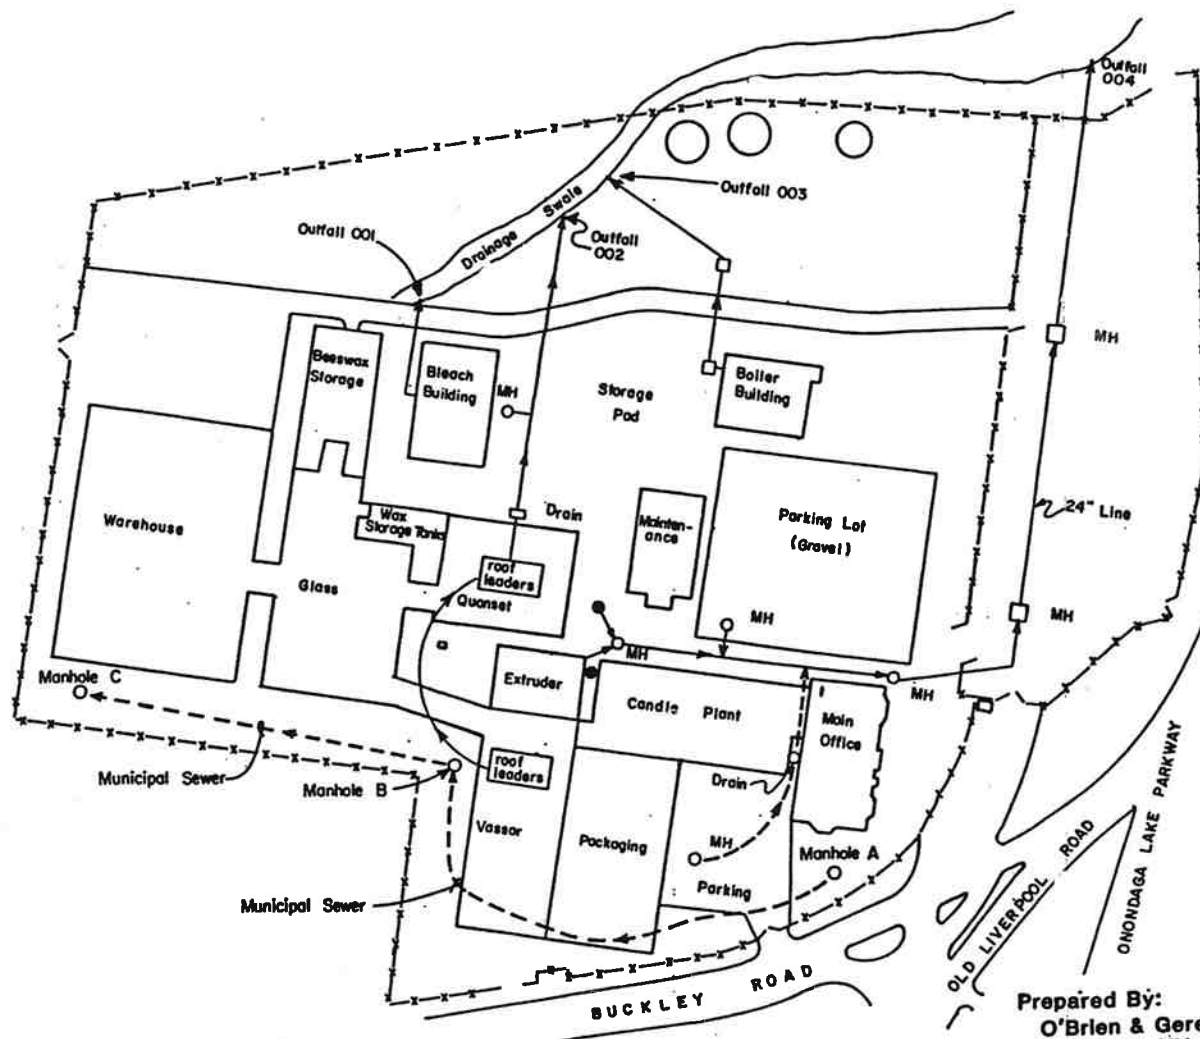 Outfall
004
Outfall 003
Drainage Swale
Outfall 001
Outfall
002
MH
Beeswax
Storage
Bleach
Building
MH
Storage
Pad
Boiler
Building
Warehouse
Wax
Storage Tanks
Drain
Mainten-
ance
Parking Lot
(Gravel)
24" Line
Glass
roof
leaders
Quonset
MH
MH
MH
Manhole C
Extruder
Candle Plant
MH
Main
Office
Municipal Sewer
Manhole B
roof
leaders
Drain
Vassar
Packaging
MH
Manhole A
Parking
Municipal Sewer
BUCKLEY ROAD
OLD LIVERPOOL ROAD
ONONDAGA LAKE PARKWAY
Prepared By:
O'Brien & Gere